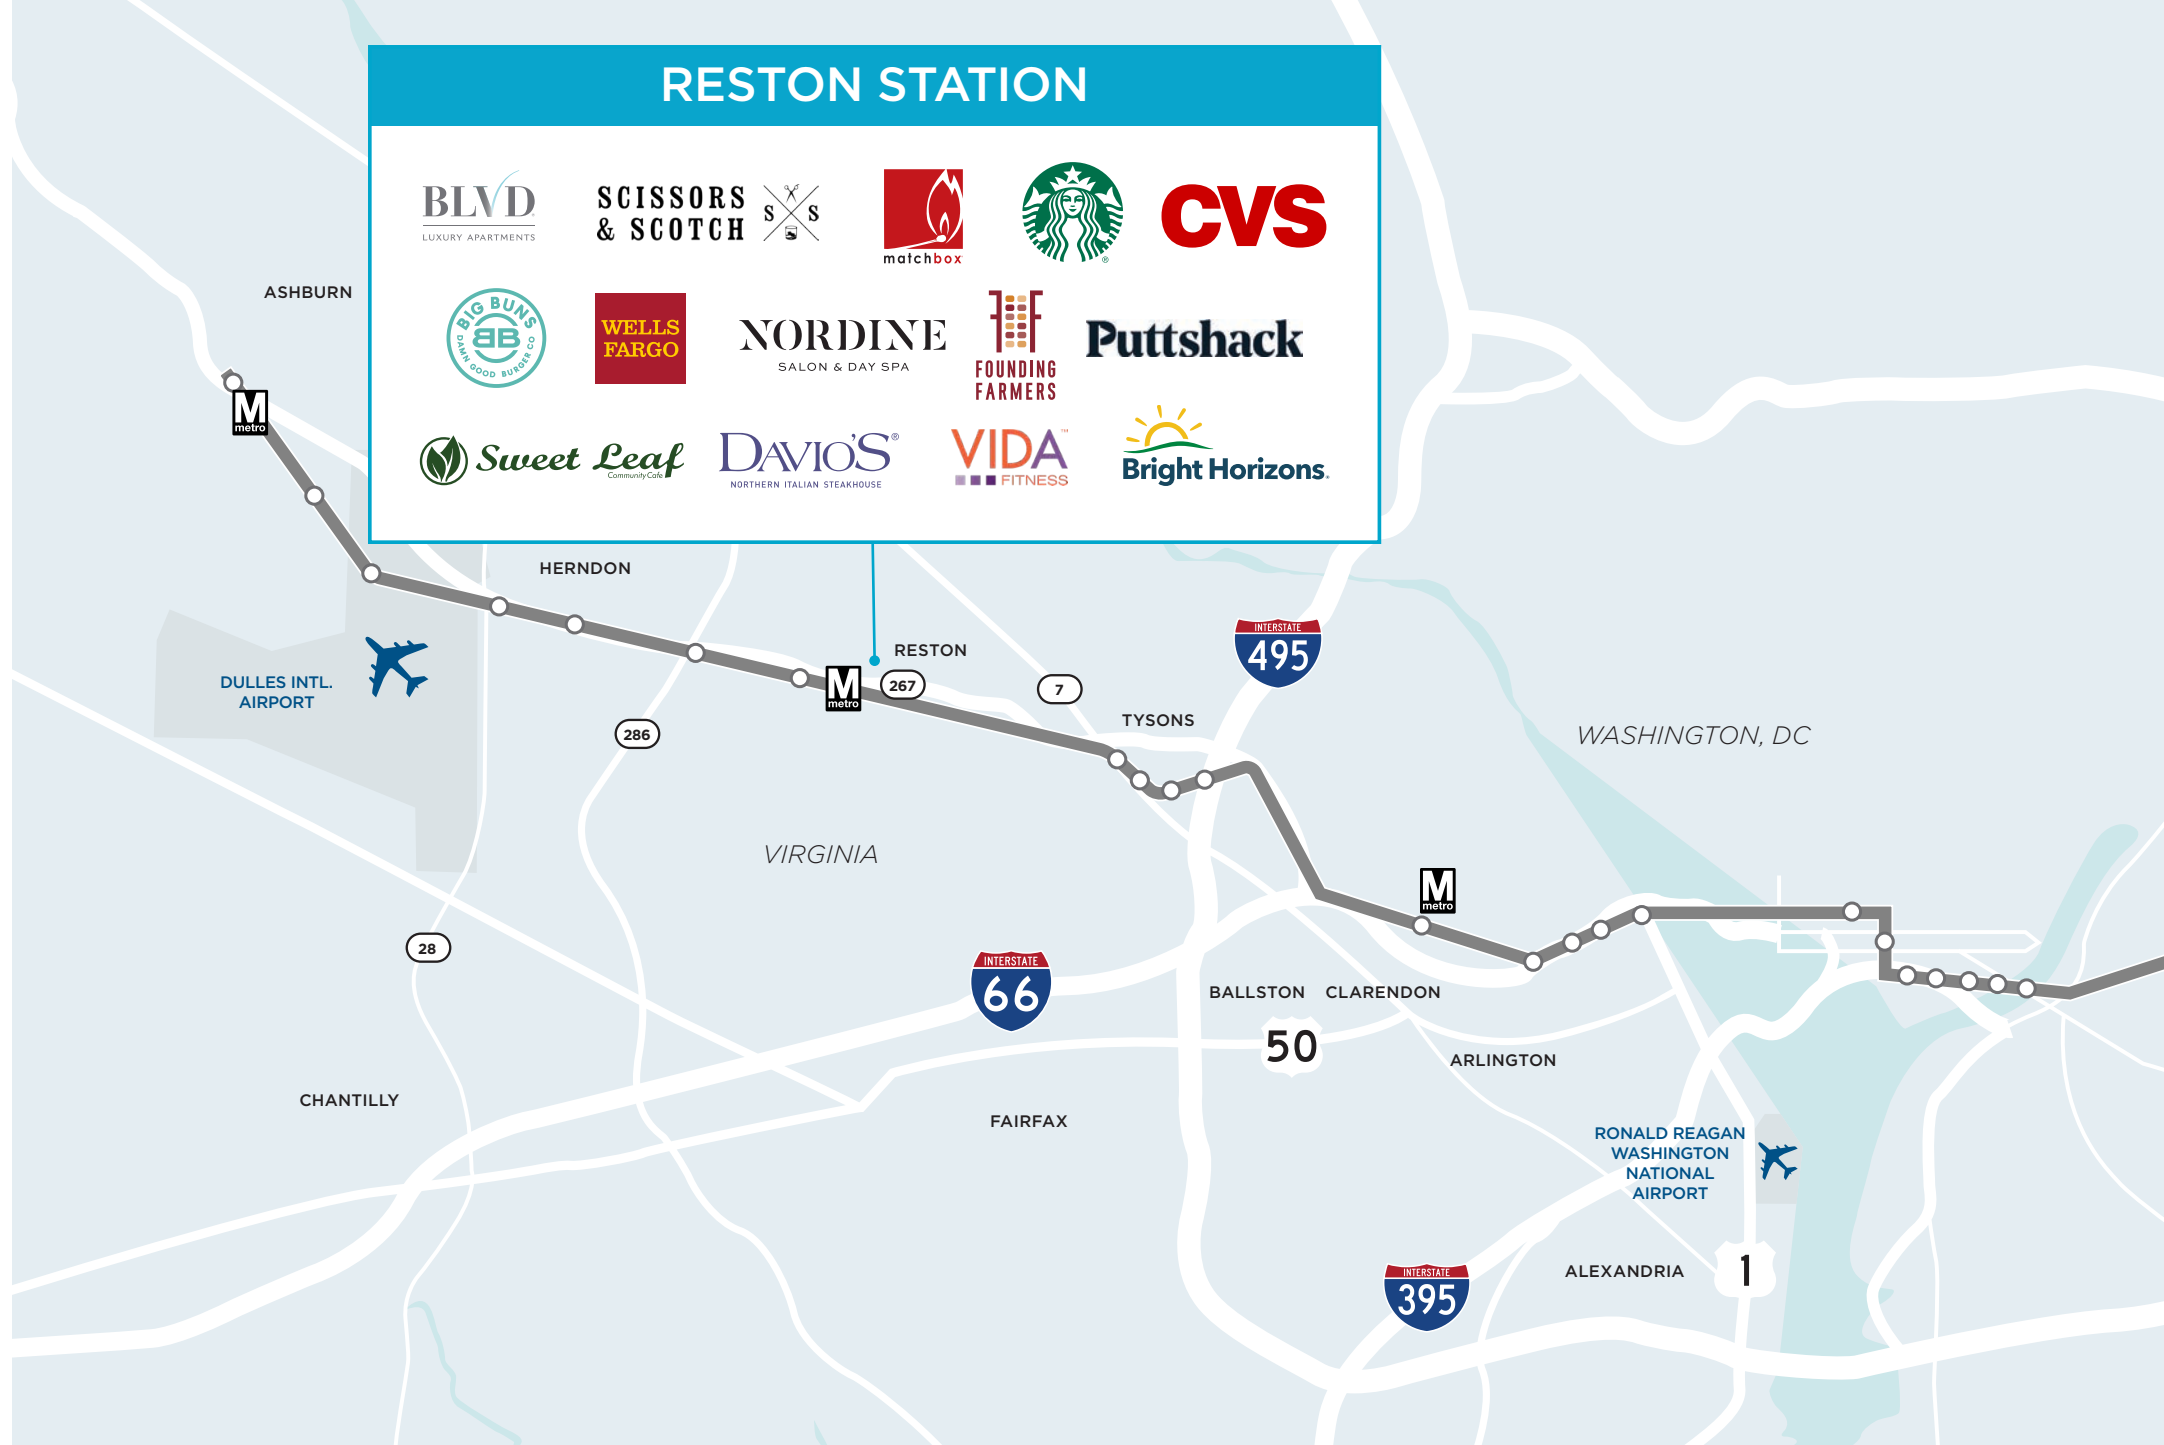 RESTON STATION
BLVD
LUXURY APARTMENTS
SCISSORS
& SCOTCH
S S
matchbox
CVS
BIG BUNS
BB
DAMN GOOD BURGER CO
WELLS
FARGO
NORDINE
SALON & DAY SPA
FF
FOUNDING
FARMERS
Puttshack
Sweet Leaf
Community Cafe
DAVIO'S®
NORTHERN ITALIAN STEAKHOUSE
VIDA™
FITNESS
Bright Horizons®
ASHBURN
M
metro
HERNDON
RESTON
INTERSTATE
495
DULLES INTL.
AIRPORT
M
metro
267
7
TYSONS
286
WASHINGTON, DC
VIRGINIA
M
metro
28
INTERSTATE
66
BALLSTON
CLARENDON
50
ARLINGTON
CHANTILLY
FAIRFAX
RONALD REAGAN
WASHINGTON
NATIONAL
AIRPORT
INTERSTATE
395
ALEXANDRIA
1